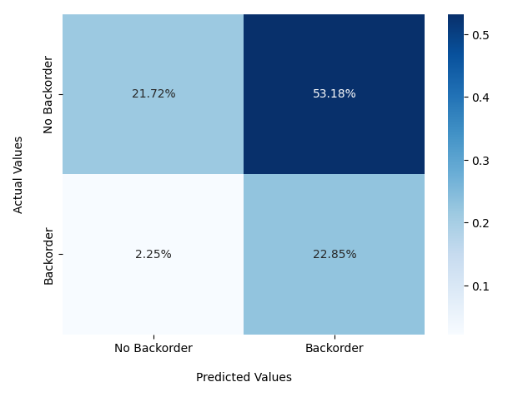 No Backorder
21.72%
53.18%
Actual Values
Backorder
2.25%
22.85%
No Backorder
Backorder
Predicted Values
0.5
0.4
0.3
0.2
0.1